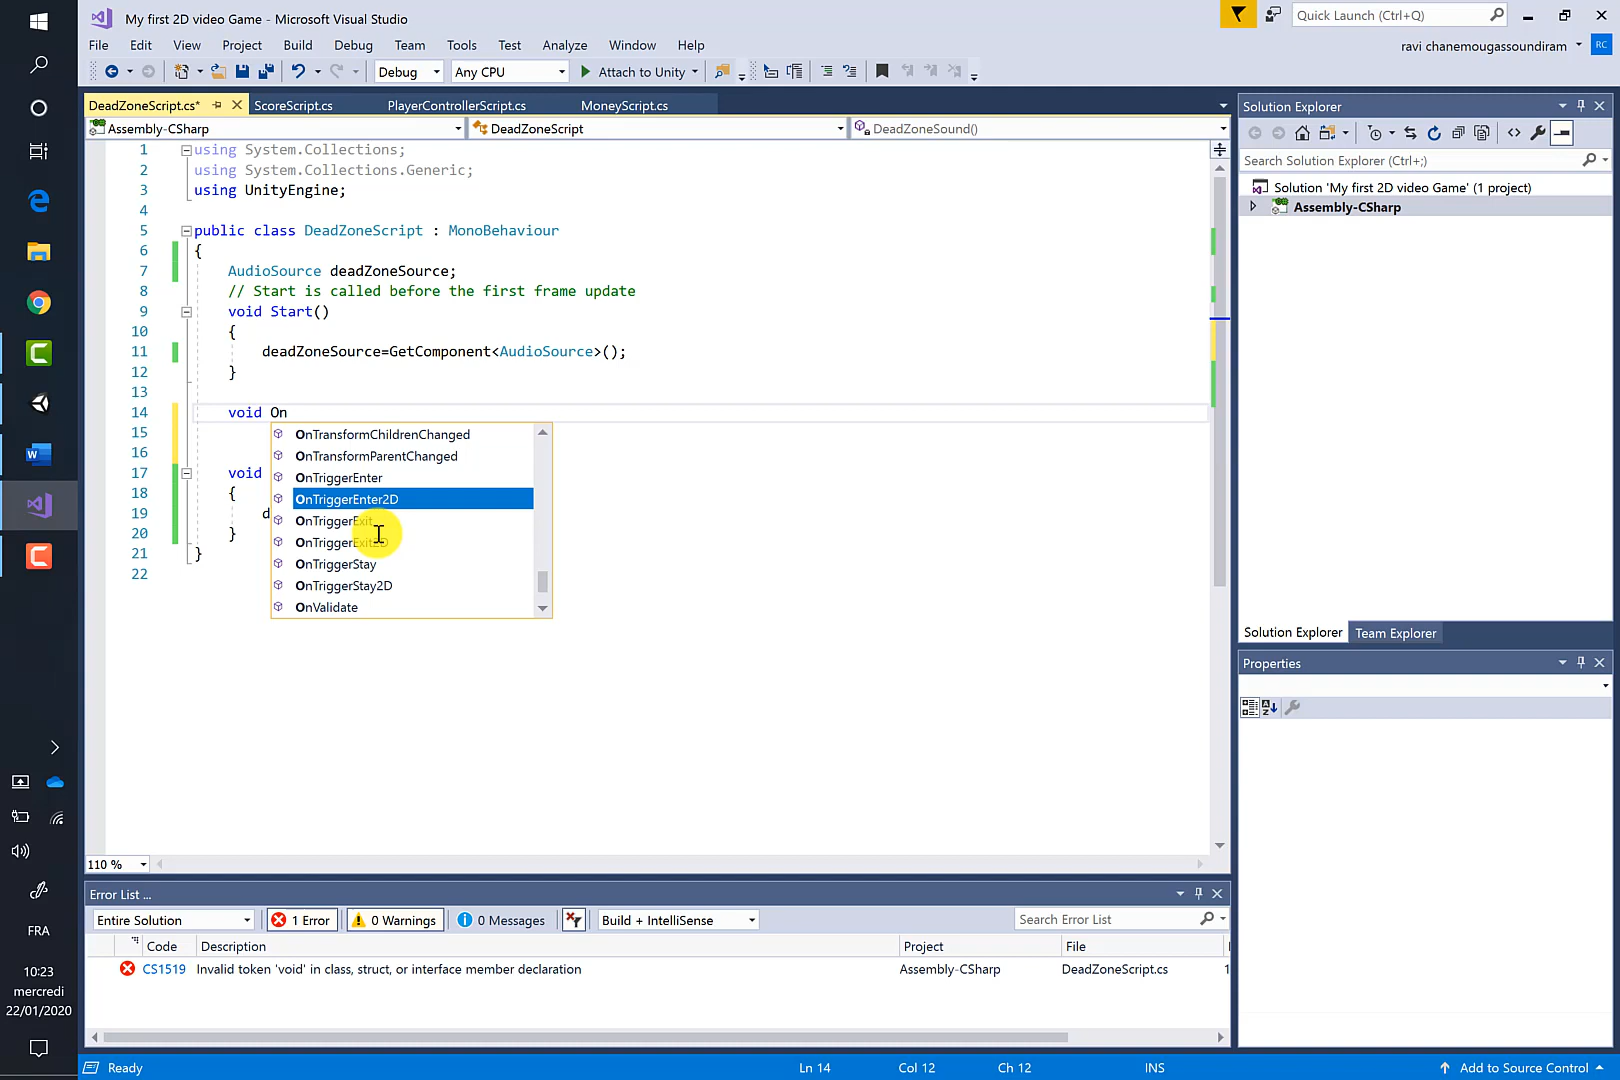 My first 2D video Game - Microsoft Visual Studio
Quick Launch (Ctrl+Q)
File Edit View Project Build Debug Team Tools Test Analyze Window Help
ravi chanemougassoundiram
RC
Debug
Any CPU
Attach to Unity
DeadZoneScript.cs*
ScoreScript.cs
PlayerControllerScript.cs
MoneyScript.cs
Assembly-CSharp
DeadZoneScript
DeadZoneSound()
1 using System.Collections;
2 using System.Collections.Generic;
3 using UnityEngine;
4
5 public class DeadZoneScript : MonoBehaviour
6 {
7 AudioSource deadZoneSource;
8 // Start is called before the first frame update
9 void Start()
10 {
11 deadZoneSource=GetComponent<AudioSource>();
12 }
13
14 void On
15
16
17 void
18 {
19 d
20 }
21 }
22
OnTransformChildrenChanged
OnTransformParentChanged
OnTriggerEnter
OnTriggerEnter2D
OnTriggerExit
OnTriggerExit2D
OnTriggerStay
OnTriggerStay2D
OnValidate
110 %
Solution Explorer
Search Solution Explorer (Ctrl+;)
Solution 'My first 2D video Game' (1 project)
Assembly-CSharp
Solution Explorer
Team Explorer
Properties
Error List ...
Entire Solution
1 Error
0 Warnings
0 Messages
Build + IntelliSense
Search Error List
Code Description Project File
CS1519 Invalid token 'void' in class, struct, or interface member declaration Assembly-CSharp DeadZoneScript.cs 1
Ready
Ln 14
Col 12
Ch 12
INS
Add to Source Control
FRA
10:23
mercredi
22/01/2020